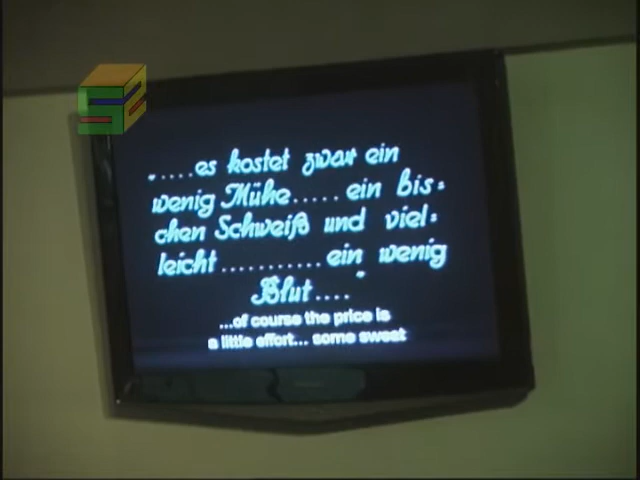 "....es kostet zwar ein
wenig Mühe..... ein bis=
chen Schweiß und viel=
leicht ........... ein wenig
Blut...."
...of course the price is
a little effort... some sweat